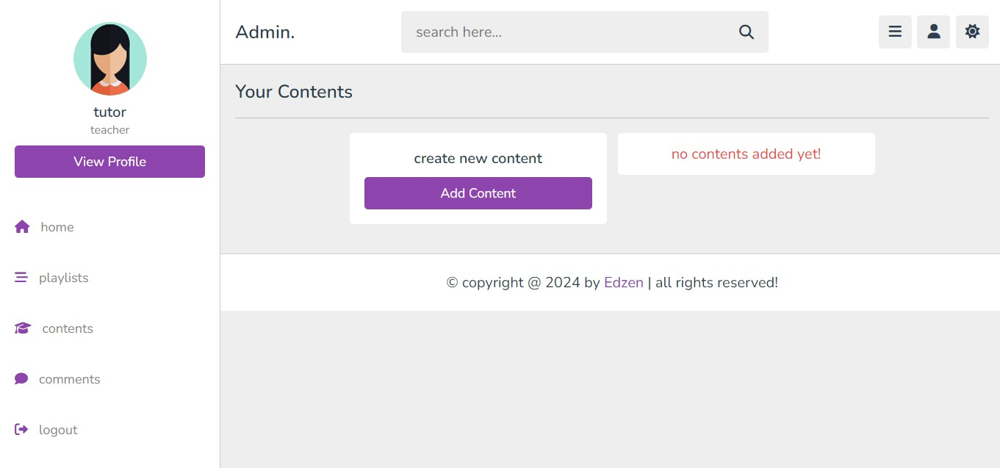 tutor
teacher
View Profile
home
playlists
contents
comments
logout
Admin.
search here...
Your Contents
create new content
Add Content
no contents added yet!
© copyright @ 2024 by Edzen | all rights reserved!